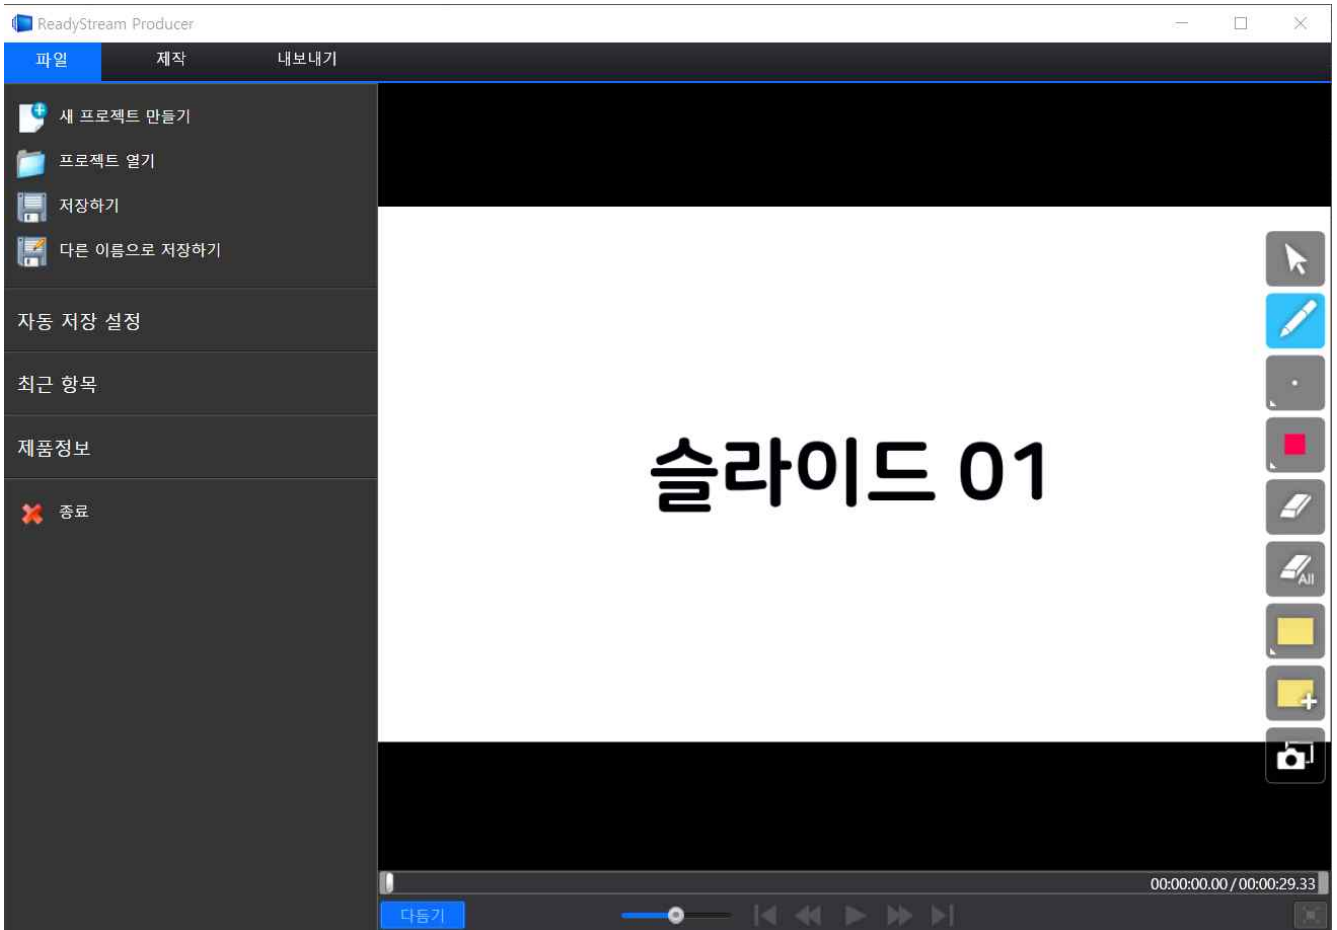 ReadyStream Producer
파일 제작 내보내기
새 프로젝트 만들기
프로젝트 열기
저장하기
다른 이름으로 저장하기
자동 저장 설정
최근 항목
제품정보
종료
슬라이드 01
All
00:00:00.00 / 00:00:29.33
다듬기